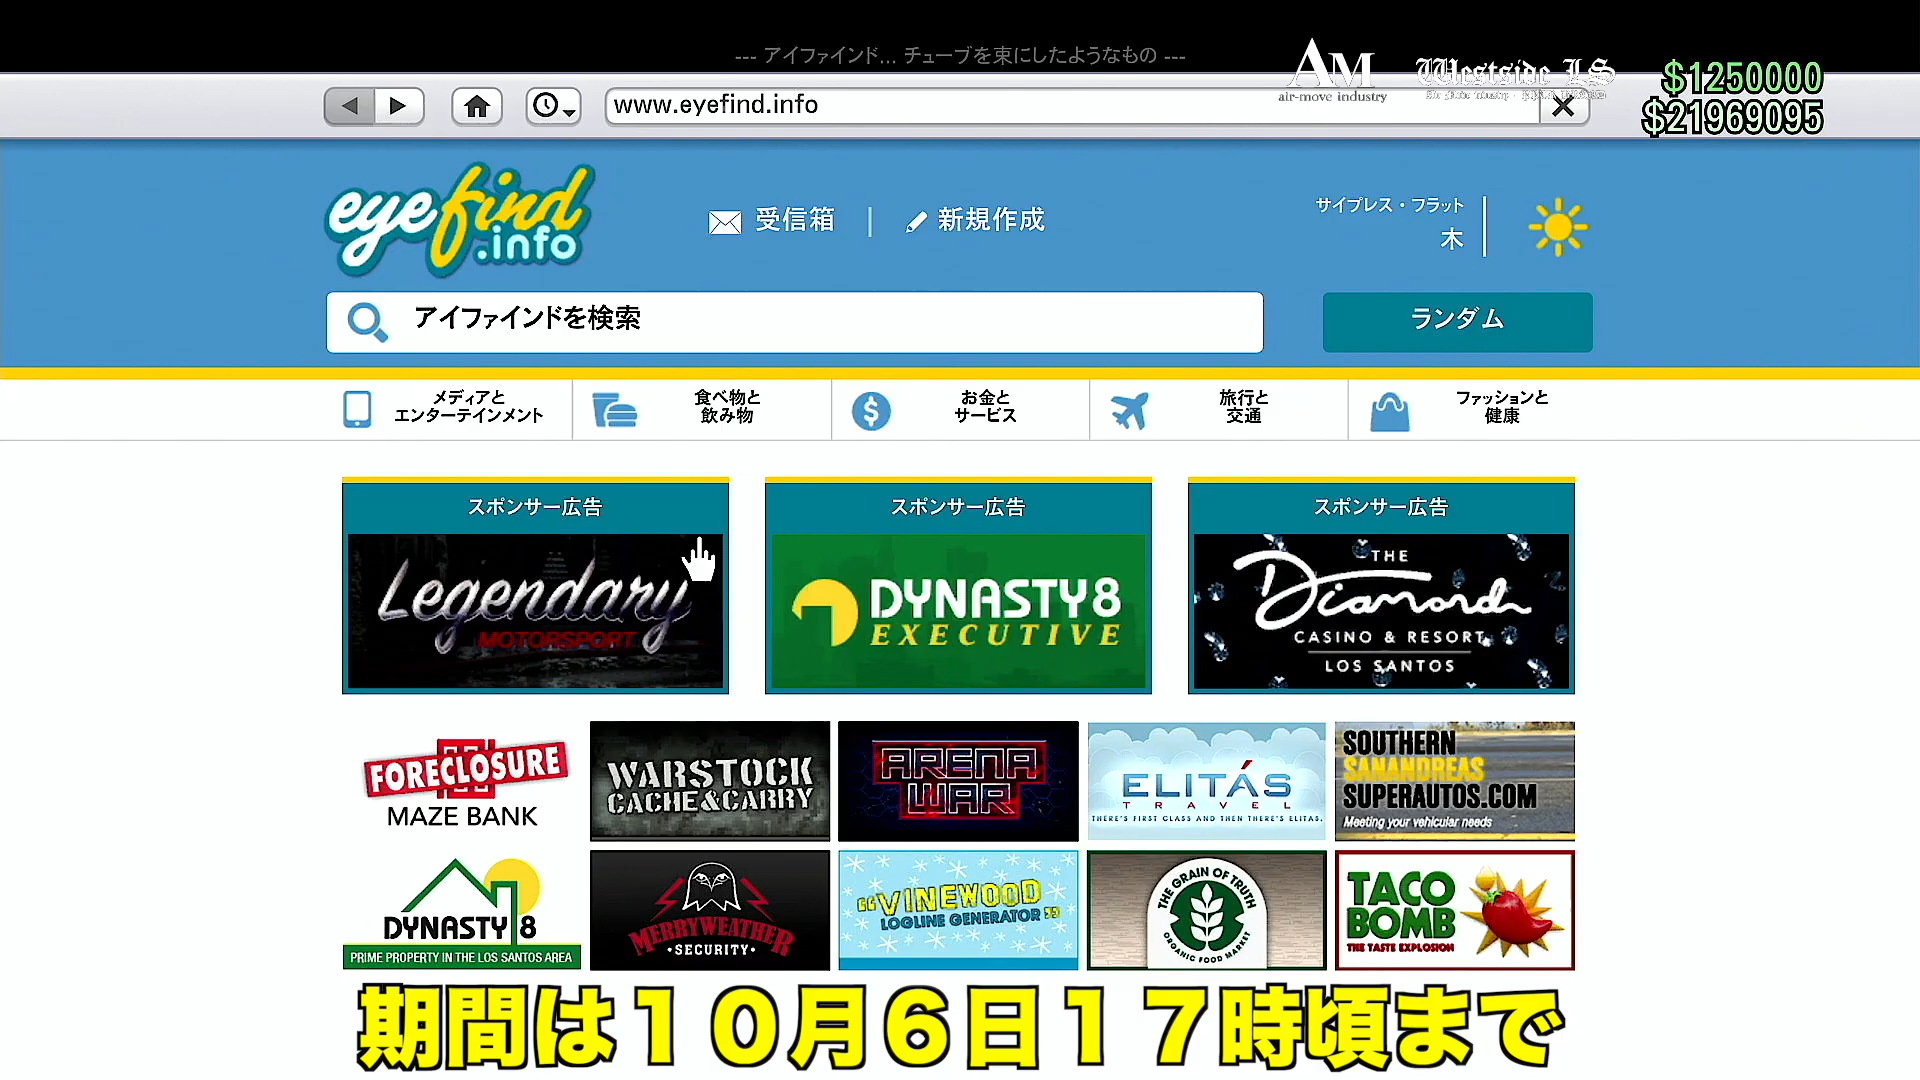 --- アイファインド... チューブを束にしたようなもの ---
AM
air-move industry
Westside LS
$1250000
$21969095
www.eyefind.info
eyefind
.info
受信箱
新規作成
サイプレス・フラット
木
アイファインドを検索
ランダム
メディアと
エンターテインメント
食べ物と
飲み物
お金と
サービス
旅行と
交通
ファッションと
健康
スポンサー広告
Legendary
MOTORSPORT
スポンサー広告
DYNASTY8
EXECUTIVE
スポンサー広告
THE
Diamond
CASINO & RESORT
LOS SANTOS
FORECLOSURE
MAZE BANK
WARSTOCK
CACHE&CARRY
ARENA
WAR
ELITÁS
TRAVEL
THERE'S FIRST CLASS AND THEN THERE'S ELITAS.
SOUTHERN
SANANDREAS
SUPERAUTOS.COM
Meeting your vehicular needs
DYNASTY 8
PRIME PROPERTY IN THE LOS SANTOS AREA
MERRYWEATHER
·SECURITY·
"VINEWOOD
LOGLINE GENERATOR"
THE GRAIN OF TRUTH
ORGANIC FOOD MARKET
TACO
BOMB
THE TASTE EXPLOSION
期間は１０月６日１７時頃まで